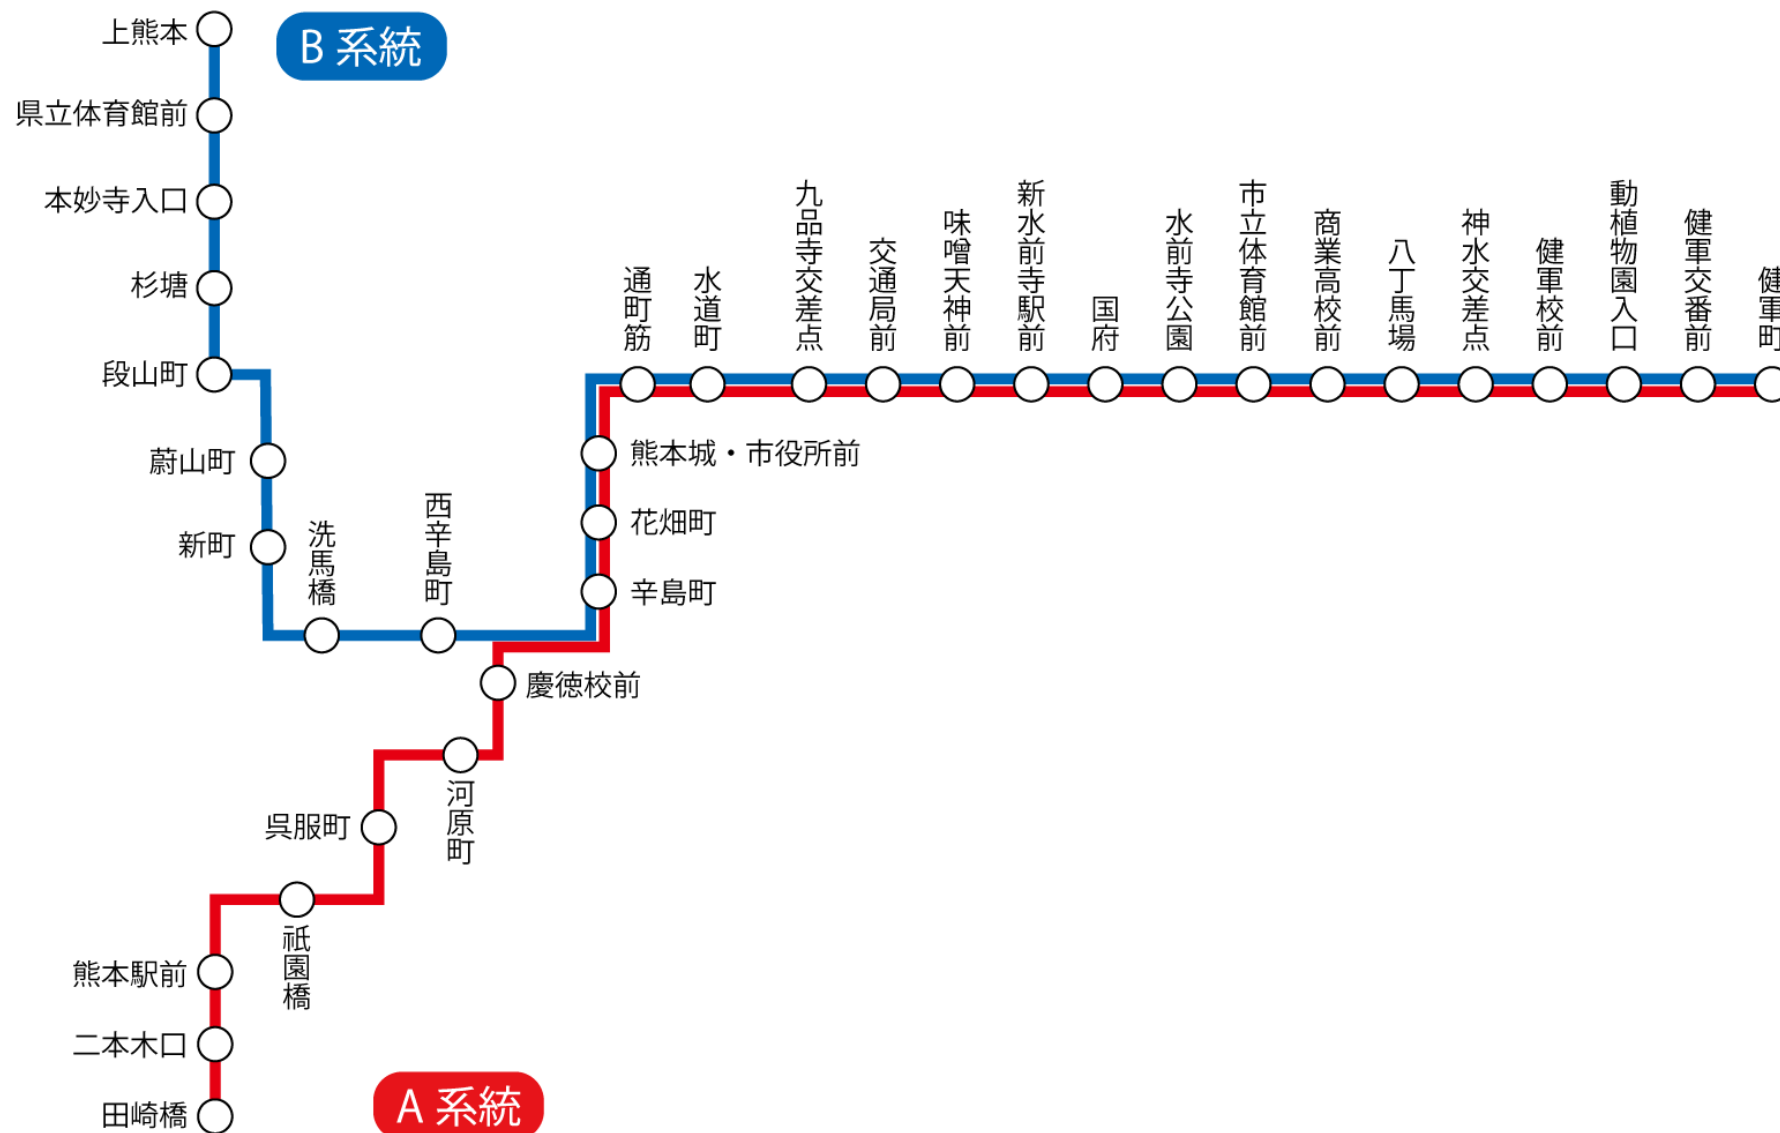 上熊本
B 系統
県立体育館前
本妙寺入口
杉塘
段山町
蔚山町
新町
洗馬橋
西辛島町
通町筋
水道町
九品寺交差点
交通局前
味噌天神前
新水前寺駅前
国府
水前寺公園
市立体育館前
商業高校前
八丁馬場
神水交差点
健軍校前
動植物園入口
健軍交番前
健軍町
熊本城・市役所前
花畑町
辛島町
慶徳校前
河原町
呉服町
祇園橋
熊本駅前
二本木口
田崎橋
A 系統